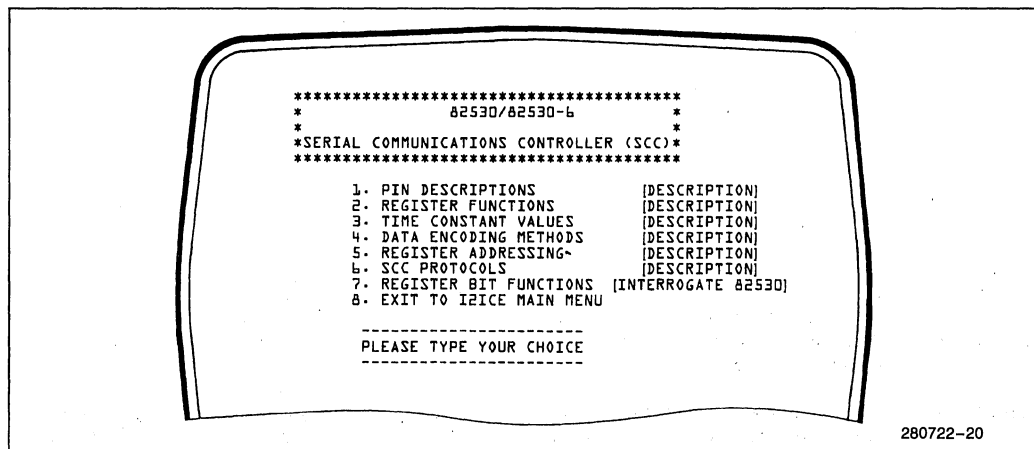 ****************************************
* 82530/82530-6 *
* *
*SERIAL COMMUNICATIONS CONTROLLER (SCC)*
****************************************
1. PIN DESCRIPTIONS [DESCRIPTION]
2. REGISTER FUNCTIONS [DESCRIPTION]
3. TIME CONSTANT VALUES [DESCRIPTION]
4. DATA ENCODING METHODS [DESCRIPTION]
5. REGISTER ADDRESSING [DESCRIPTION]
6. SCC PROTOCOLS [DESCRIPTION]
7. REGISTER BIT FUNCTIONS [INTERROGATE 82530]
8. EXIT TO I2ICE MAIN MENU
-----------------------
PLEASE TYPE YOUR CHOICE
-----------------------
280722-20